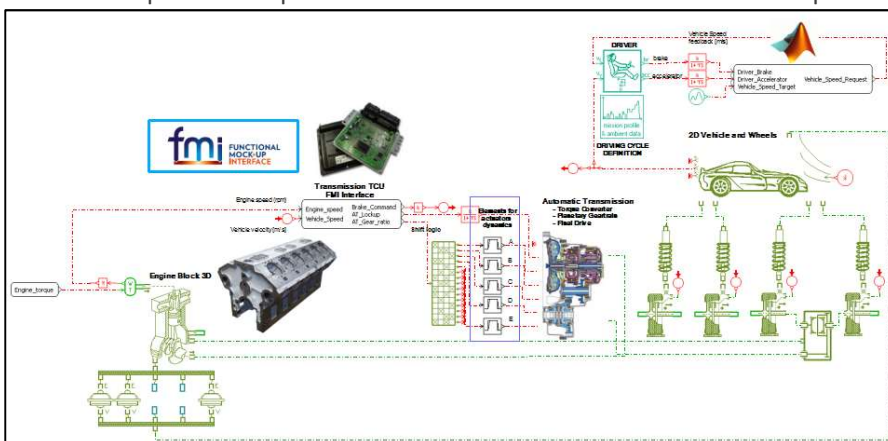 Vehicle Speed
feedback [m/s]
DRIVER
brake
accelerator
Driver_Brake
Driver_Accelerator
Vehicle_Speed_Target
Vehicle_Speed_Request
mission profile
& ambient data
DRIVING CYCLE
DEFINITION
2D Vehicle and Wheels
fmi FUNCTIONAL
MOCK-UP
INTERFACE
Transmission TCU
FMI Interface
Engine speed [rpm]
Engine_speed
Vehicle_Speed
Brake_Command
AT_Lockup
AT_Gear_ratio
Vehicle velocity [m/s]
Shift logic
Elements for
actuators
dynamics
A
B
C
D
E
Automatic Transmission
- Torque Converter
- Planetary Geartrain
- Final Drive
Engine Block 3D
Engine_torque